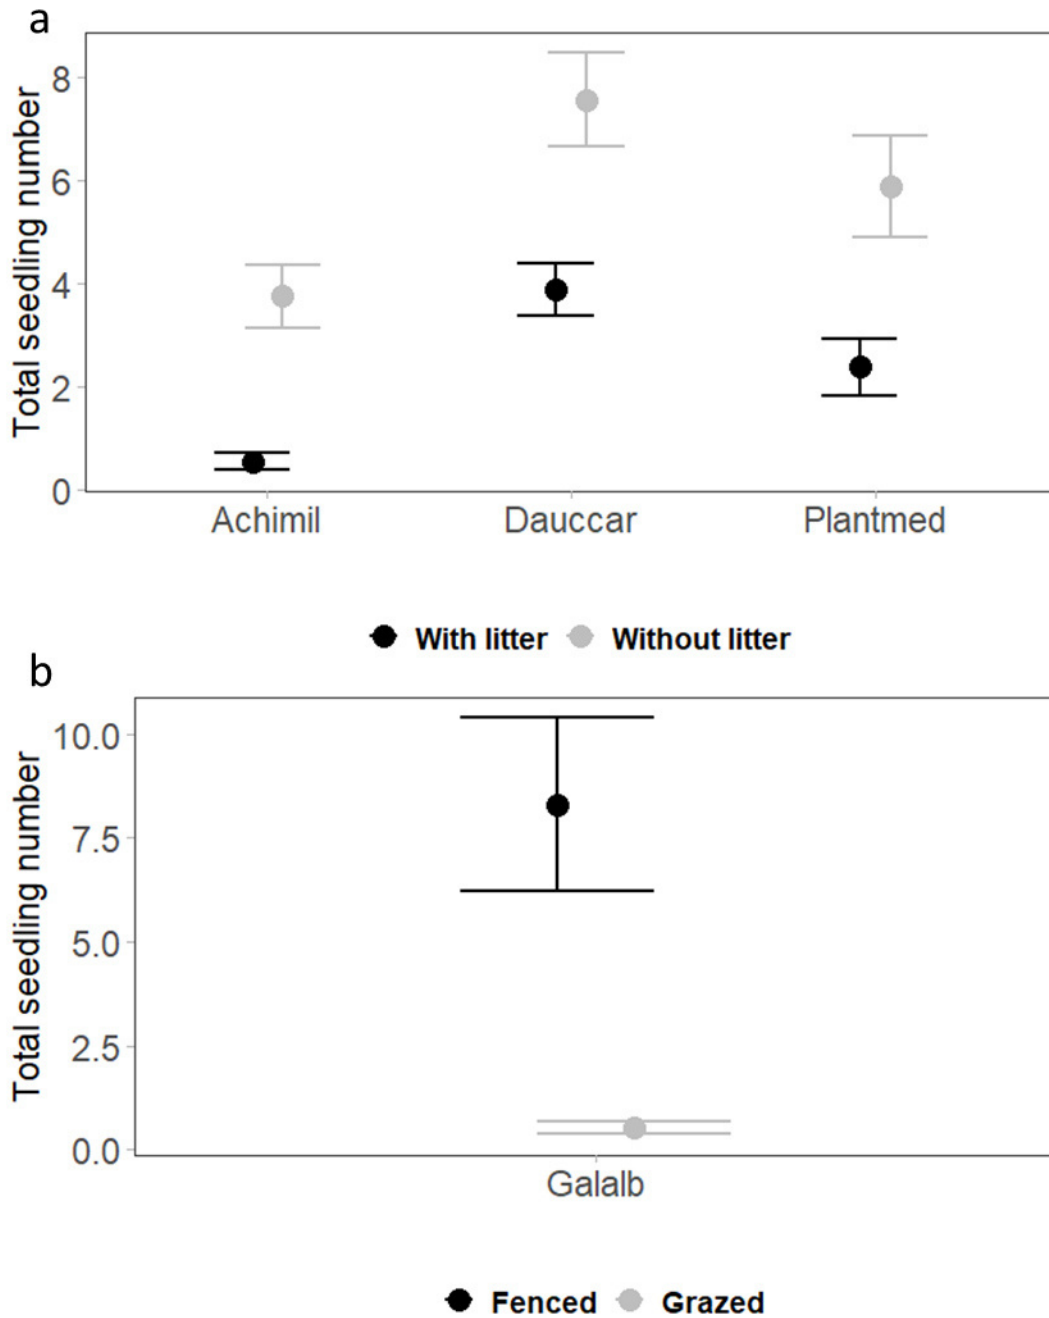 a
Total seedling number
8
6
4
2
0
Achimil Dauccar Plantmed
With litter Without litter
b
Total seedling number
10.0
7.5
5.0
2.5
0.0
Galalb
Fenced Grazed